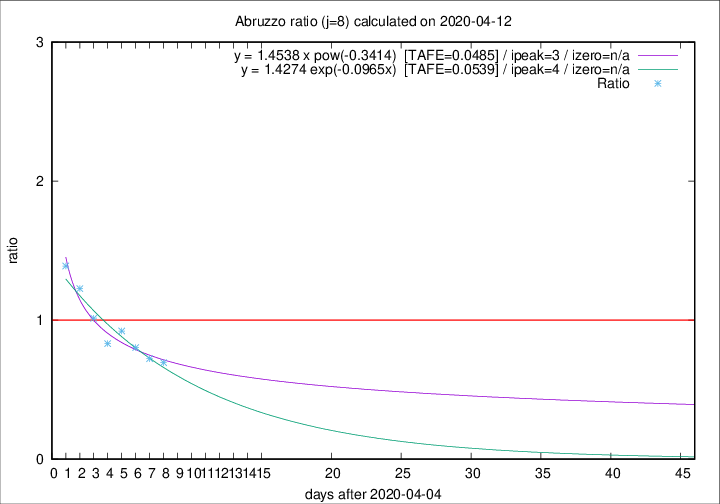 Abruzzo ratio (j=8) calculated on 2020-04-12
y = 1.4538 x pow(-0.3414) [TAFE=0.0485] / ipeak=3 / izero=n/a
y = 1.4274 exp(-0.0965x) [TAFE=0.0539] / ipeak=4 / izero=n/a
Ratio
3
2
1
0
ratio
0 1 2 3 4 5 6 7 8 9 10 11 12 13 14 15 20 25 30 35 40 45
days after 2020-04-04